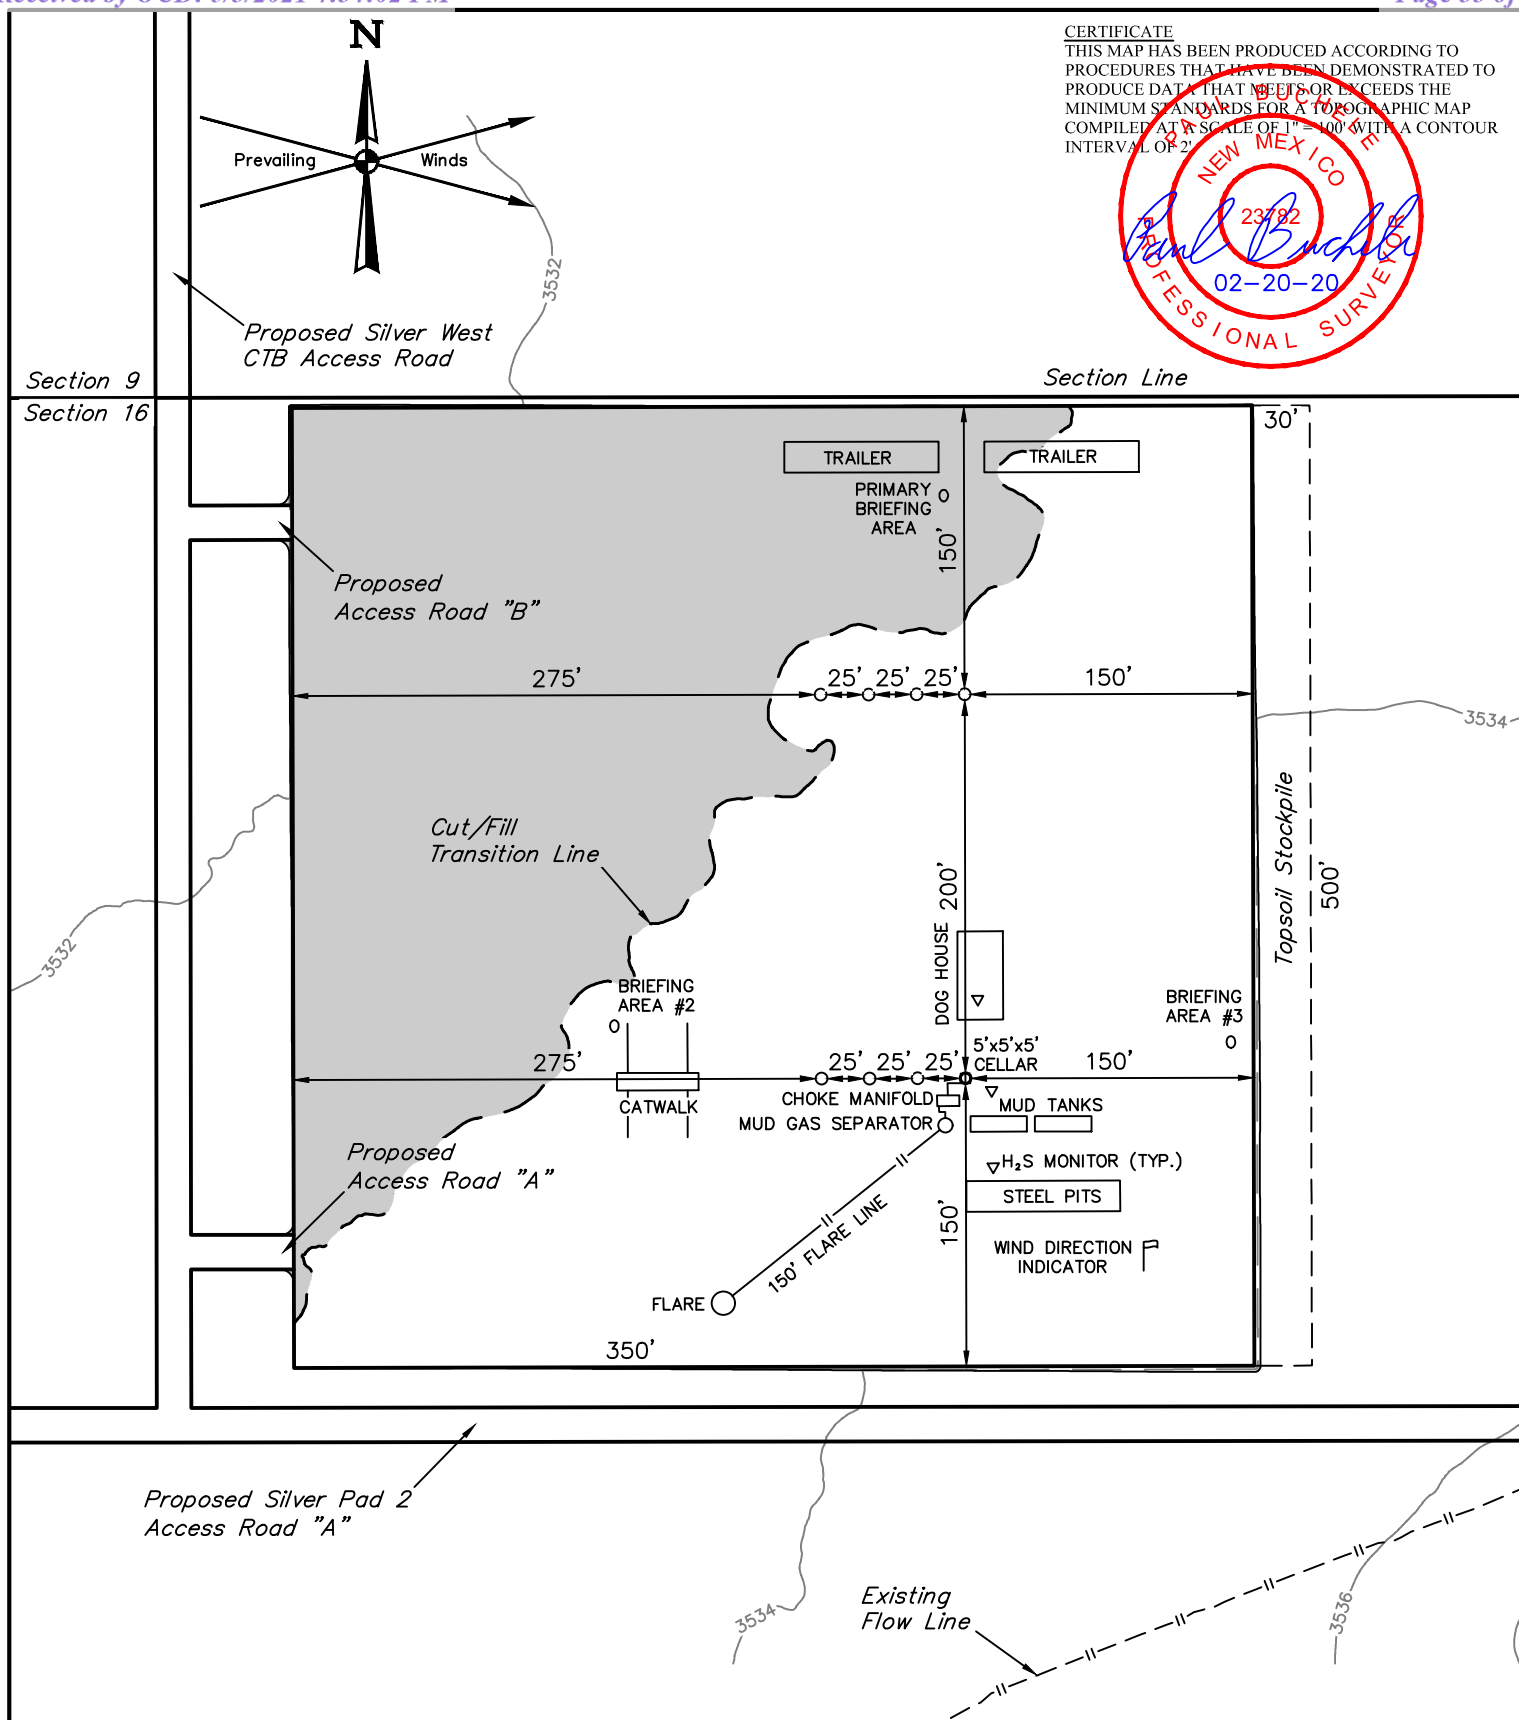 N
Prevailing
Winds
CERTIFICATE
THIS MAP HAS BEEN PRODUCED ACCORDING TO
PROCEDURES THAT HAVE BEEN DEMONSTRATED TO
PRODUCE DATA THAT MEETS OR EXCEEDS THE
MINIMUM STANDARDS FOR A TOPOGRAPHIC MAP
COMPILED AT A SCALE OF 1" = 100' WITH A CONTOUR
INTERVAL OF 2'
PAUL BUCHELE
NEW MEXICO
23782
Paul Buchele
02-20-20
PROFESSIONAL SURVEYOR
3532
Proposed Silver West
CTB Access Road
Section 9
Section Line
Section 16
30'
TRAILER
TRAILER
PRIMARY
BRIEFING
AREA
150'
Proposed
Access Road "B"
275'
25'
25'
25'
150'
3534
Topsoil Stockpile
500'
Cut/Fill
Transition Line
200'
DOG HOUSE
3532
BRIEFING
AREA #2
BRIEFING
AREA #3
5'x5'x5'
CELLAR
275'
25'
25'
25'
150'
CATWALK
CHOKE MANIFOLD
MUD TANKS
MUD GAS SEPARATOR
Proposed
Access Road "A"
H₂S MONITOR (TYP.)
STEEL PITS
150'
150' FLARE LINE
WIND DIRECTION
INDICATOR
FLARE
350'
Proposed Silver Pad 2
Access Road "A"
Existing
Flow Line
3534
3536